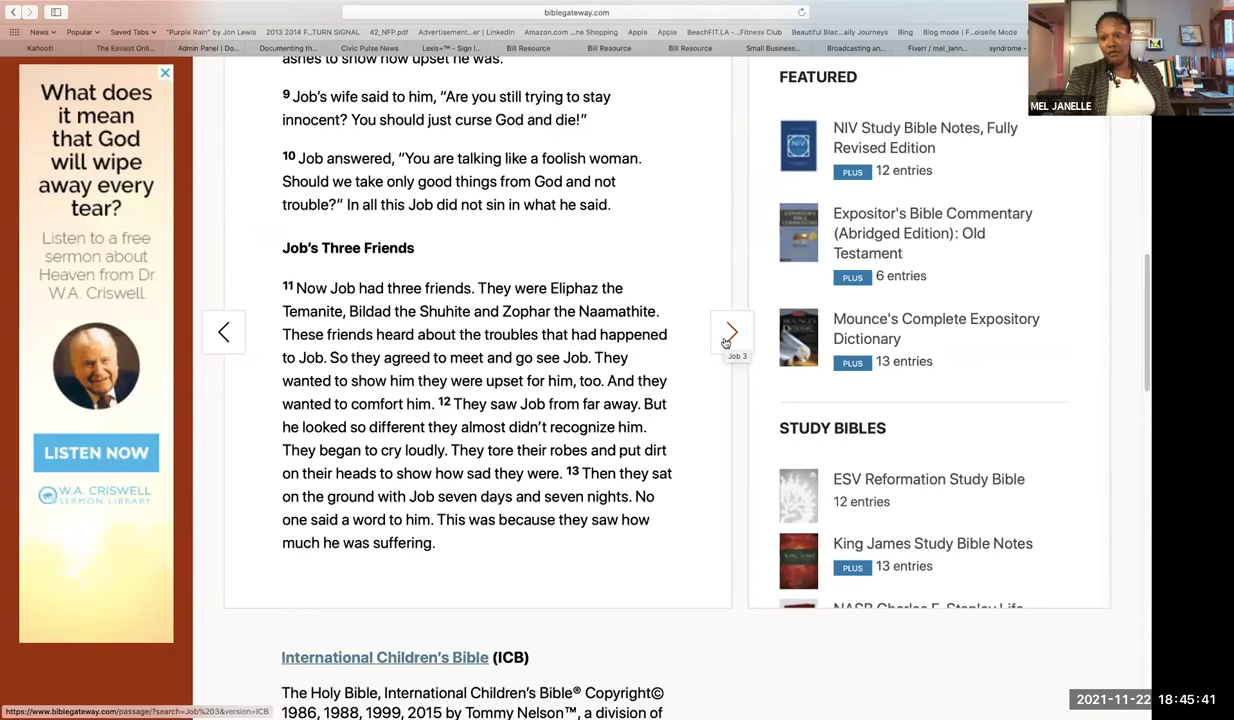 biblegateway.com
News
Popular
Saved Tabs
"Purple Rain" by Jon Lewis
2013 2014 F...TURN SIGNAL
42_NFP.pdf
Advertisement...er | LinkedIn
Amazon.com...ne Shopping
Apple
Apple
BeachFIT.LA -...Fitness Club
Beautiful Blac...aily Journeys
Bing
Blog mode | F...oiselle Mode
Kahoot!
The Easiest Onli...
Admin Panel | Do...
Documenting th...
Civic Pulse News
Lexis+™ - Sign I...
Bill Resource
Bill Resource
Bill Resource
Small Business...
Broadcasting an...
Fiverr / mel_jann...
syndrome -
MEL JANELLE
What does
it mean
that God
will wipe
away every
tear?
Listen to a free
sermon about
Heaven from Dr.
W.A. Criswell.
LISTEN NOW
W.A. CRISWELL
SERMON LIBRARY
ashes to show how upset he was.
9 Job's wife said to him, "Are you still trying to stay
innocent? You should just curse God and die!"
10 Job answered, "You are talking like a foolish woman.
Should we take only good things from God and not
trouble?" In all this Job did not sin in what he said.
Job's Three Friends
11 Now Job had three friends. They were Eliphaz the
Temanite, Bildad the Shuhite and Zophar the Naamathite.
These friends heard about the troubles that had happened
to Job. So they agreed to meet and go see Job. They
wanted to show him they were upset for him, too. And they
wanted to comfort him. 12 They saw Job from far away. But
he looked so different they almost didn't recognize him.
They began to cry loudly. They tore their robes and put dirt
on their heads to show how sad they were. 13 Then they sat
on the ground with Job seven days and seven nights. No
one said a word to him. This was because they saw how
much he was suffering.
Job 3
International Children's Bible (ICB)
The Holy Bible, International Children's Bible® Copyright©
1986, 1988, 1999, 2015 by Tommy Nelson™, a division of
FEATURED
NIV Study Bible Notes, Fully
Revised Edition
PLUS 12 entries
Expositor's Bible Commentary
(Abridged Edition): Old
Testament
PLUS 6 entries
Mounce's Complete Expository
Dictionary
PLUS 13 entries
STUDY BIBLES
ESV Reformation Study Bible
12 entries
King James Study Bible Notes
PLUS 13 entries
NASB Charles F. Stanley Life
https://www.biblegateway.com/passage/?search=Job%203&version=ICB
2021-11-22 18:45:41